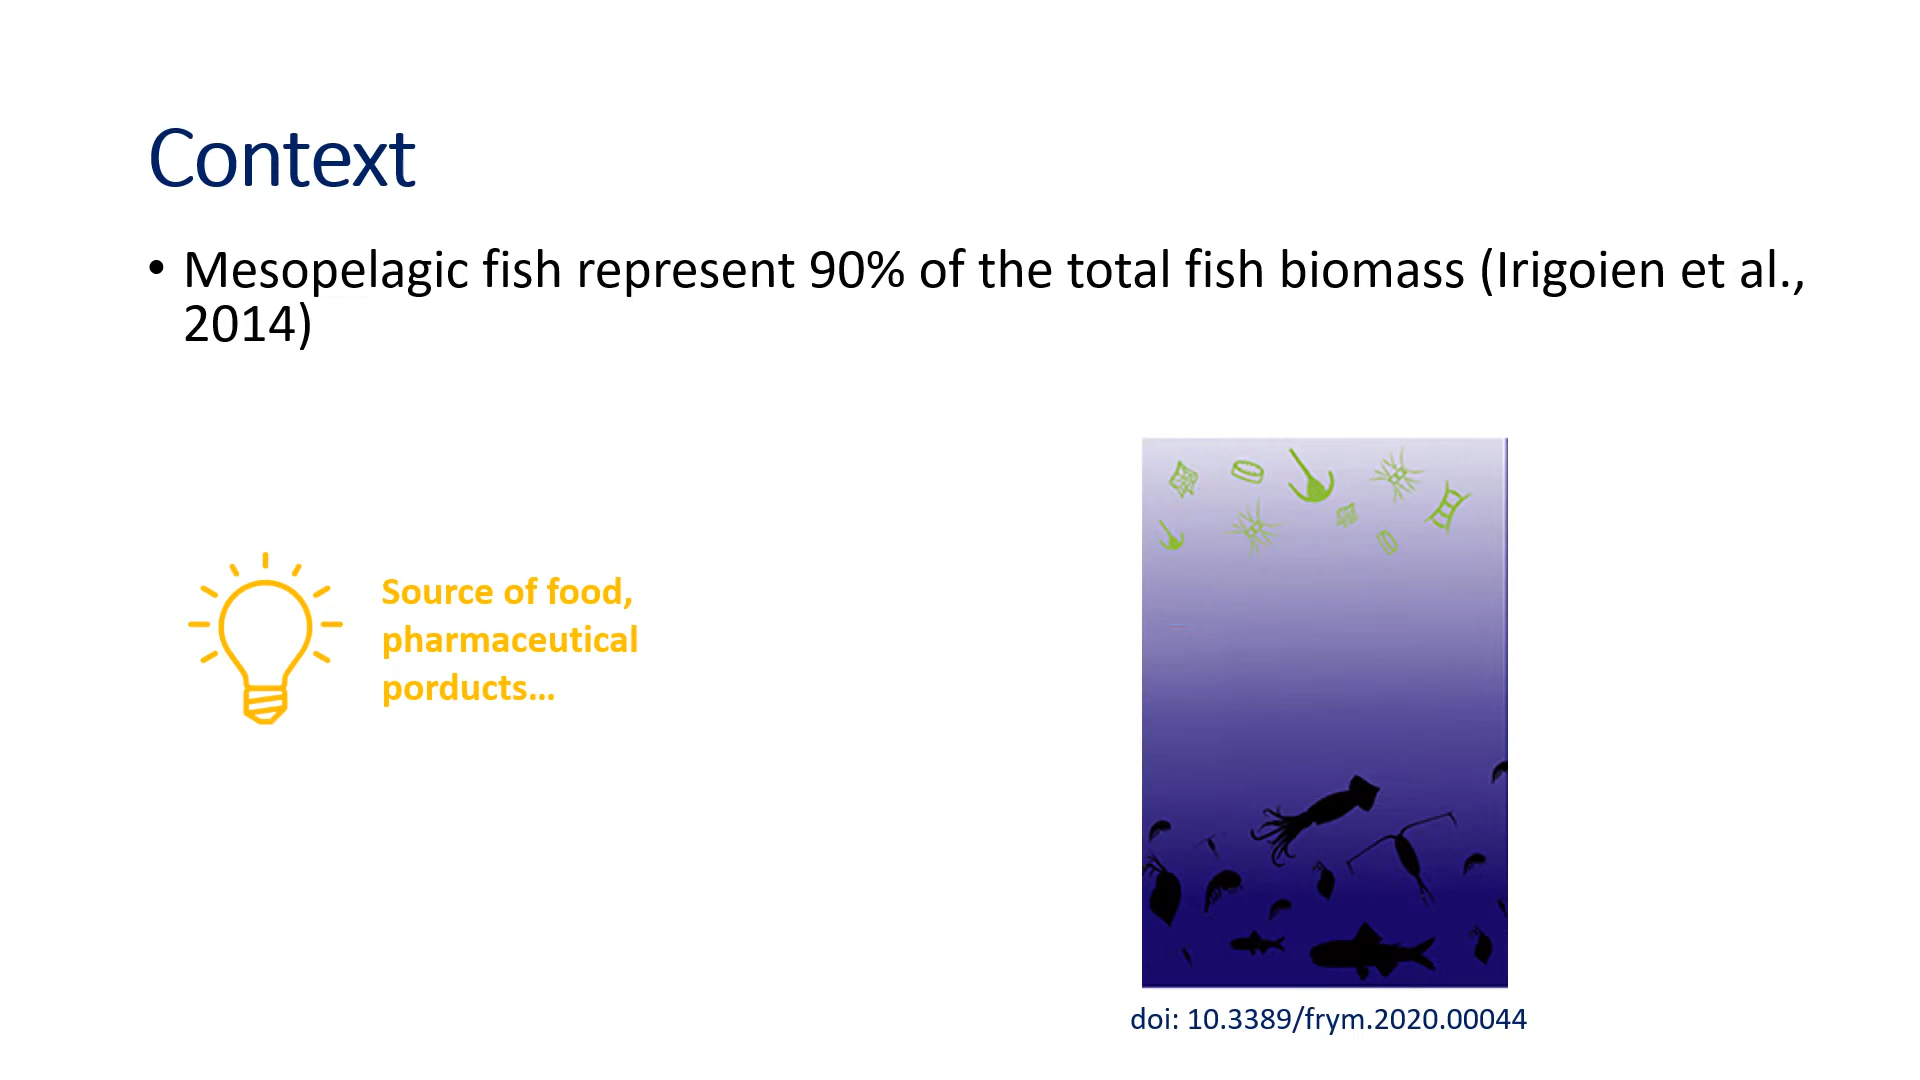 Context
• Mesopelagic fish represent 90% of the total fish biomass (Irigoien et al.,
2014)
Source of food,
pharmaceutical
porducts...
doi: 10.3389/frym.2020.00044